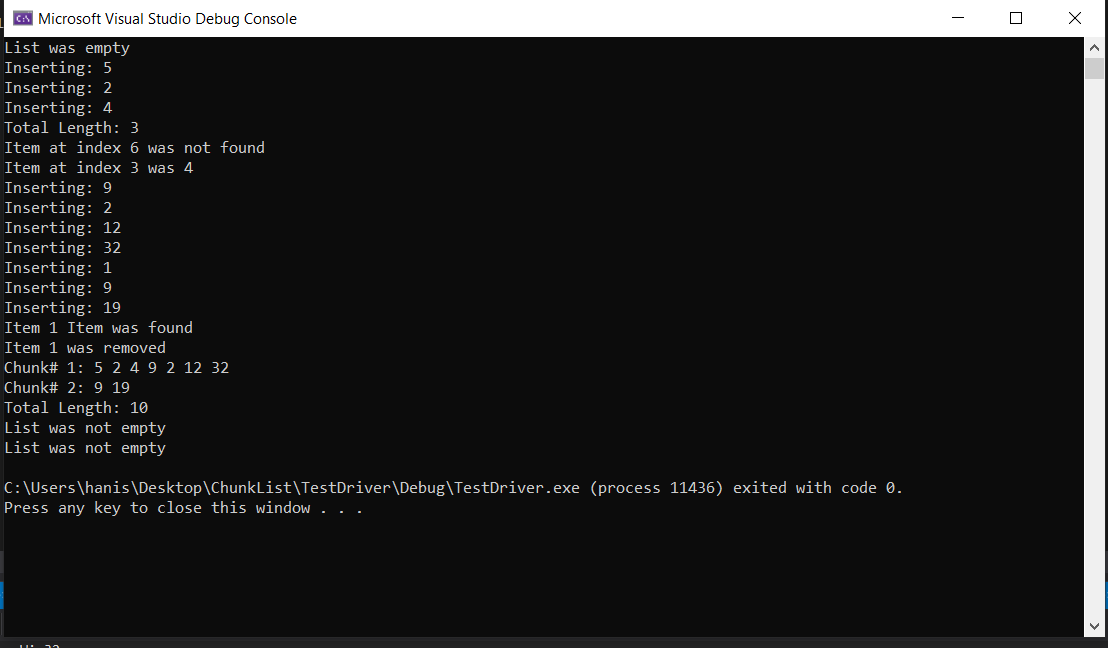 Microsoft Visual Studio Debug Console
List was empty
Inserting: 5
Inserting: 2
Inserting: 4
Total Length: 3
Item at index 6 was not found
Item at index 3 was 4
Inserting: 9
Inserting: 2
Inserting: 12
Inserting: 32
Inserting: 1
Inserting: 9
Inserting: 19
Item 1 Item was found
Item 1 was removed
Chunk# 1: 5 2 4 9 2 12 32
Chunk# 2: 9 19
Total Length: 10
List was not empty
List was not empty
C:\Users\hanis\Desktop\ChunkList\TestDriver\Debug\TestDriver.exe (process 11436) exited with code 0.
Press any key to close this window . . .